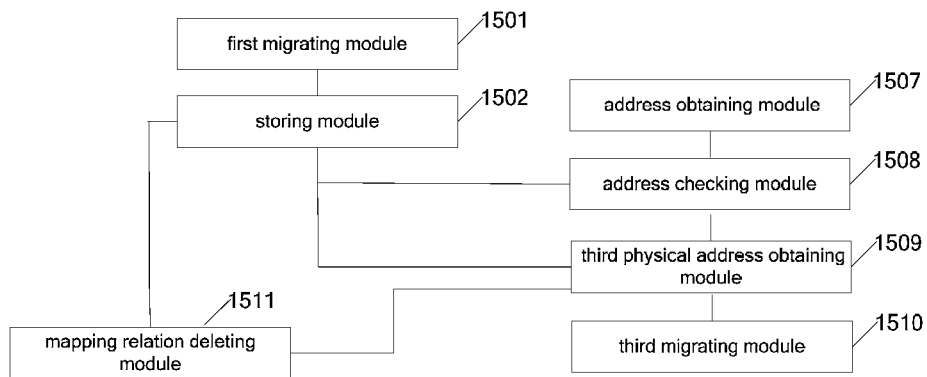 first migrating module
1501
storing module
1502
address obtaining module
1507
address checking module
1508
third physical address obtaining
module
1509
third migrating module
1510
mapping relation deleting
module
1511